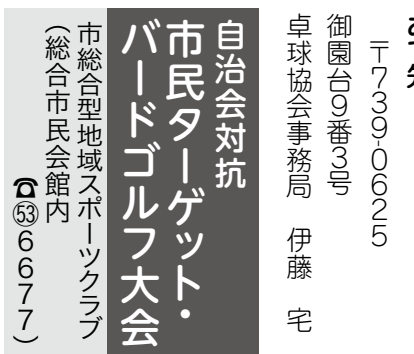 〒739-0625
御園台9番3号
卓球協会事務局　伊藤　宅
自治会対抗
市民ターゲット・
バードゴルフ大会
市総合型地域スポーツクラブ
（総合市民会館内
☎㊼6677）